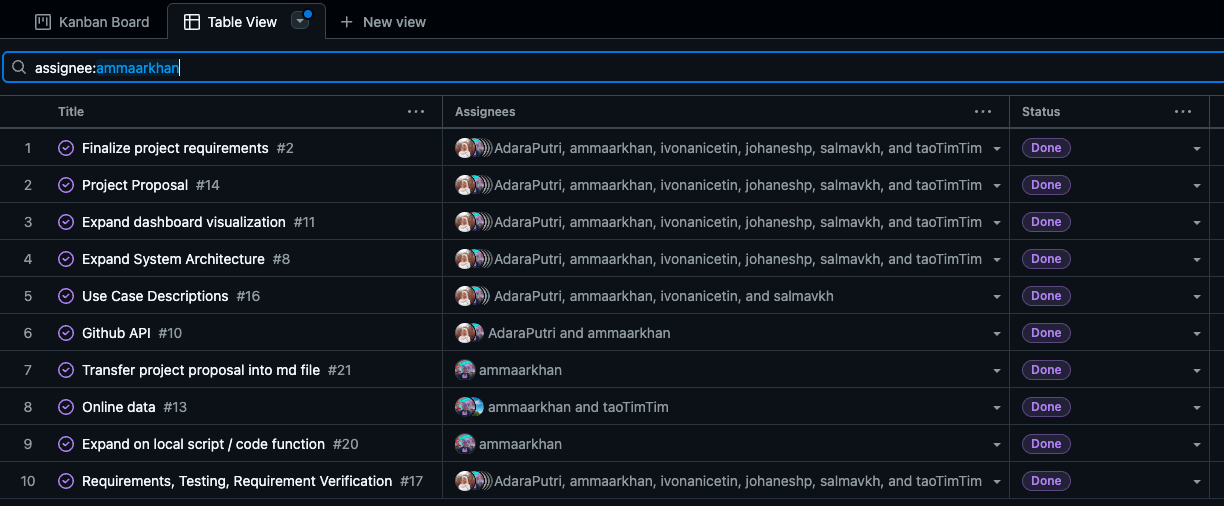 Kanban Board Table View New view
assignee:ammaarkhan
Title Assignees Status
1 Finalize project requirements #2 AdaraPutri, ammaarkhan, ivonanicetin, johaneshp, salmavkh, and taoTimTim Done
2 Project Proposal #14 AdaraPutri, ammaarkhan, ivonanicetin, johaneshp, salmavkh, and taoTimTim Done
3 Expand dashboard visualization #11 AdaraPutri, ammaarkhan, ivonanicetin, johaneshp, salmavkh, and taoTimTim Done
4 Expand System Architecture #8 AdaraPutri, ammaarkhan, ivonanicetin, johaneshp, salmavkh, and taoTimTim Done
5 Use Case Descriptions #16 AdaraPutri, ammaarkhan, ivonanicetin, and salmavkh Done
6 Github API #10 AdaraPutri and ammaarkhan Done
7 Transfer project proposal into md file #21 ammaarkhan Done
8 Online data #13 ammaarkhan and taoTimTim Done
9 Expand on local script / code function #20 ammaarkhan Done
10 Requirements, Testing, Requirement Verification #17 AdaraPutri, ammaarkhan, ivonanicetin, johaneshp, salmavkh, and taoTimTim Done